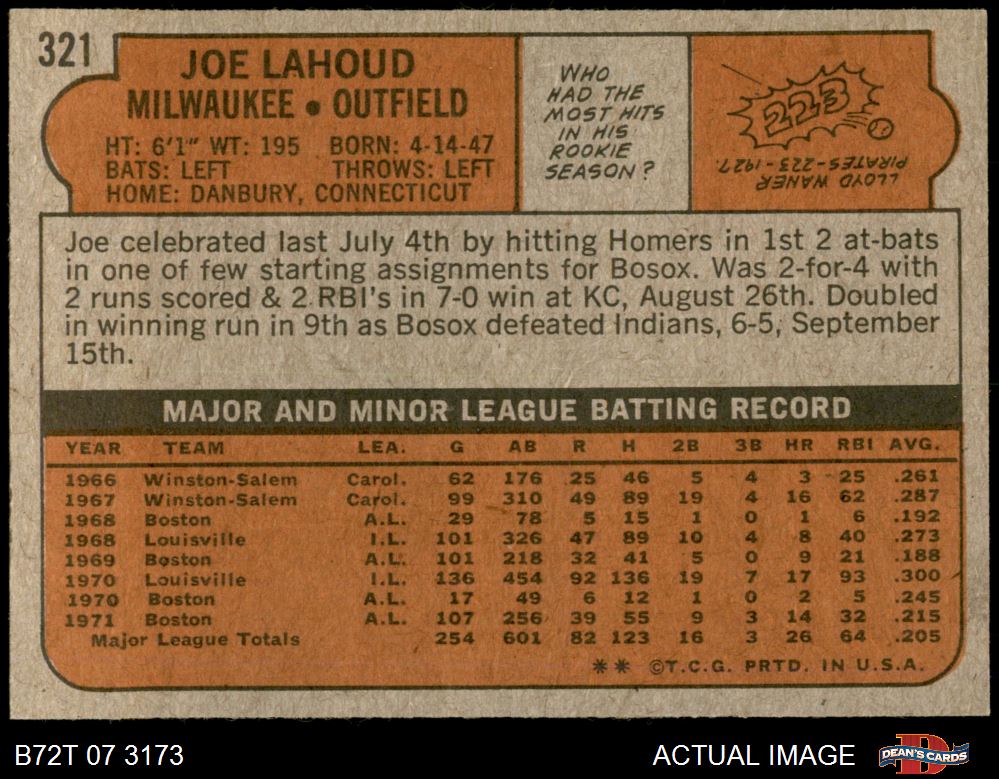 321
JOE LAHOUD
MILWAUKEE • OUTFIELD
HT: 6'1" WT: 195 BORN: 4-14-47
BATS: LEFT THROWS: LEFT
HOME: DANBURY, CONNECTICUT
WHO
HAD THE
MOST HITS
IN HIS
ROOKIE
SEASON?
223
LLOYD WANER
PIRATES-223-1927.
Joe celebrated last July 4th by hitting Homers in 1st 2 at-bats
in one of few starting assignments for Bosox. Was 2-for-4 with
2 runs scored & 2 RBI's in 7-0 win at KC, August 26th. Doubled
in winning run in 9th as Bosox defeated Indians, 6-5, September
15th.
MAJOR AND MINOR LEAGUE BATTING RECORD
YEAR TEAM LEA. G AB R H 2B 3B HR RBI AVG.
1966 Winston-Salem Carol. 62 176 25 46 5 4 3 25 .261
1967 Winston-Salem Carol. 99 310 49 89 19 4 16 62 .287
1968 Boston A.L. 29 78 5 15 1 0 1 6 .192
1968 Louisville I.L. 101 326 47 89 10 4 8 40 .273
1969 Boston A.L. 101 218 32 41 5 0 9 21 .188
1970 Louisville I.L. 136 454 92 136 19 7 17 93 .300
1970 Boston A.L. 17 49 6 12 1 0 2 5 .245
1971 Boston A.L. 107 256 39 55 9 3 14 32 .215
Major League Totals 254 601 82 123 16 3 26 64 .205
** ©T.C.G. PRTD. IN U.S.A.
B72T 07 3173
ACTUAL IMAGE
DEAN'S CARDS